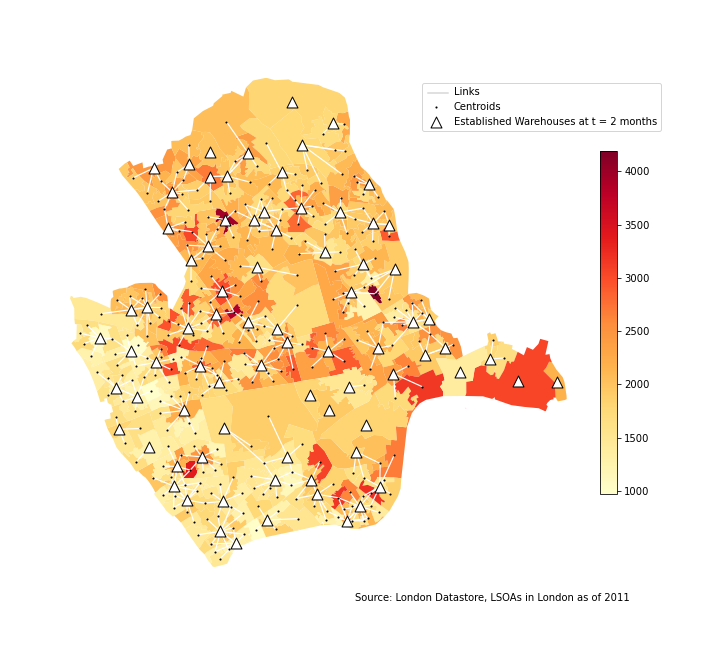 Links
Centroids
Established Warehouses at t = 2 months
4000
3500
3000
2500
2000
1500
1000
Source: London Datastore, LSOAs in London as of 2011